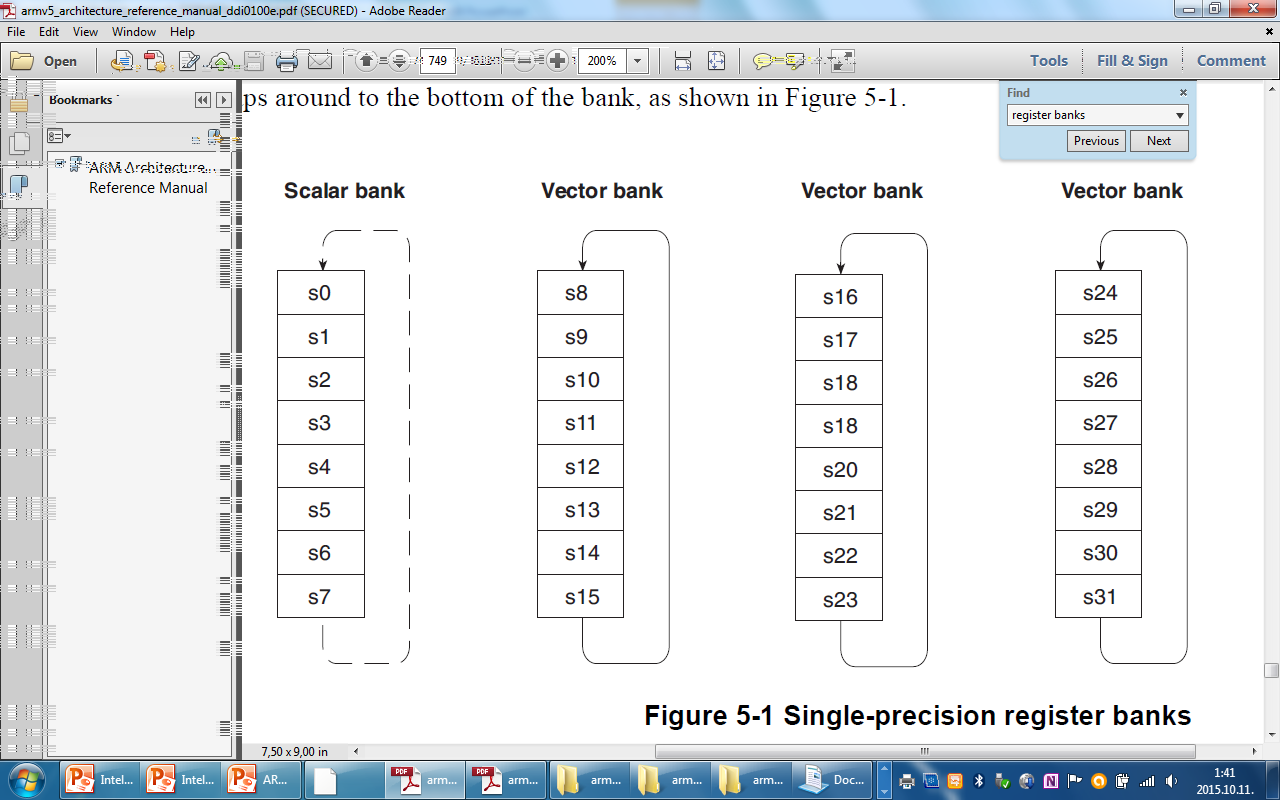 armv5_architecture_reference_manual_ddi0100e.pdf (SECURED) - Adobe Reader
File Edit View Window Help
Open 749 200% Tools Fill & Sign Comment
Bookmarks
ARM Architecture
Reference Manual
ps around to the bottom of the bank, as shown in Figure 5-1.
Find
register banks
Previous Next
Scalar bank Vector bank Vector bank Vector bank
s0 s8 s16 s24
s1 s9 s17 s25
s2 s10 s18 s26
s3 s11 s18 s27
s4 s12 s20 s28
s5 s13 s21 s29
s6 s14 s22 s30
s7 s15 s23 s31
Figure 5-1 Single-precision register banks
7,50 x 9,00 in
Intel... Intel... AR... arm... arm... arm... arm... arm... Doc... 1:41
2015.10.11.